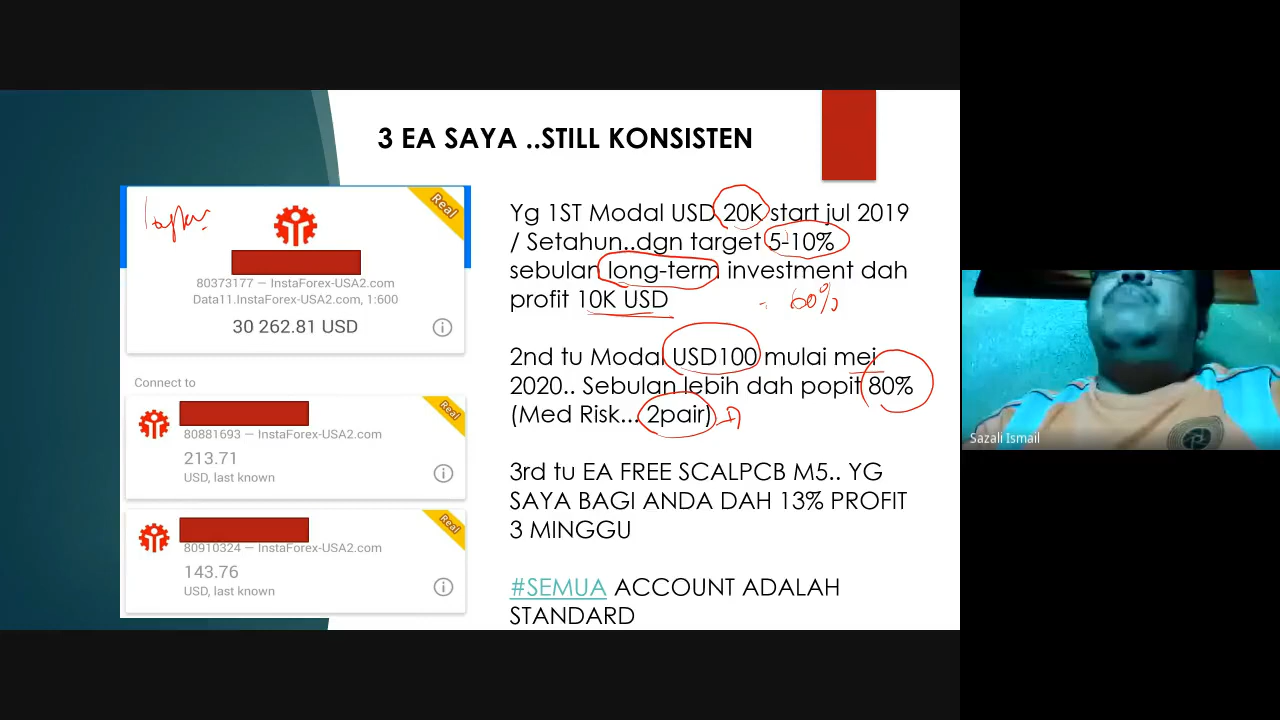 3 EA SAYA ..STILL KONSISTEN
Real
80373177 — InstaForex-USA2.com
Data11.InstaForex-USA2.com, 1:600
30 262.81 USD
Connect to
Real
80881693 — InstaForex-USA2.com
213.71
USD, last known
Real
80910324 — InstaForex-USA2.com
143.76
USD, last known
Yg 1ST Modal USD 20K start jul 2019
/ Setahun..dgn target 5-10%
sebulan long-term investment dah
profit 10K USD
60%
2nd tu Modal USD100 mulai mei
2020.. Sebulan lebih dah popit 80%
(Med Risk... 2pair)
3rd tu EA FREE SCALPCB M5.. YG
SAYA BAGI ANDA DAH 13% PROFIT
3 MINGGU
#SEMUA ACCOUNT ADALAH
STANDARD
Sazali Ismail